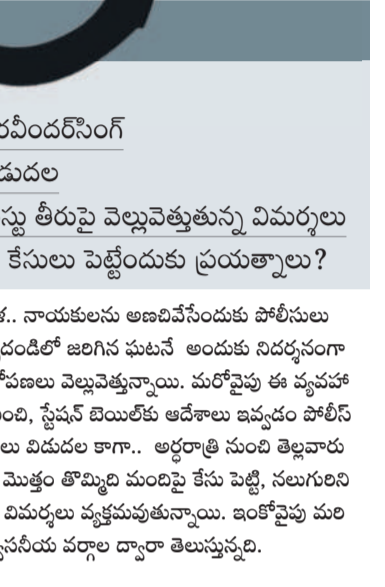 రవీందర్‌సింగ్
డుదల
స్టు తీరుపై వెల్లువెత్తుతున్న విమర్శలు
కేసులు పెట్టేందుకు ప్రయత్నాలు?
.. నాయకులను అణచివేసేందుకు పోలీసులు
దండిలో జరిగిన ఘటనే అందుకు నిదర్శనంగా
పణలు వెల్లువెత్తున్నాయి. మరోవైపు ఈ వ్యవహా
ంచి, స్టేషన్ బెయిల్‌కు ఆదేశాలు ఇవ్వడం పోలీస్
లు విడుదల కాగా.. అర్ధరాత్రి నుంచి తెల్లవారు
మొత్తం తొమ్మిది మందిపై కేసు పెట్టి, నలుగురిని
విమర్శలు వ్యక్తమవుతున్నాయి. ఇంకోవైపు మరి
సనీయ వర్గాల ద్వారా తెలుస్తున్నది.